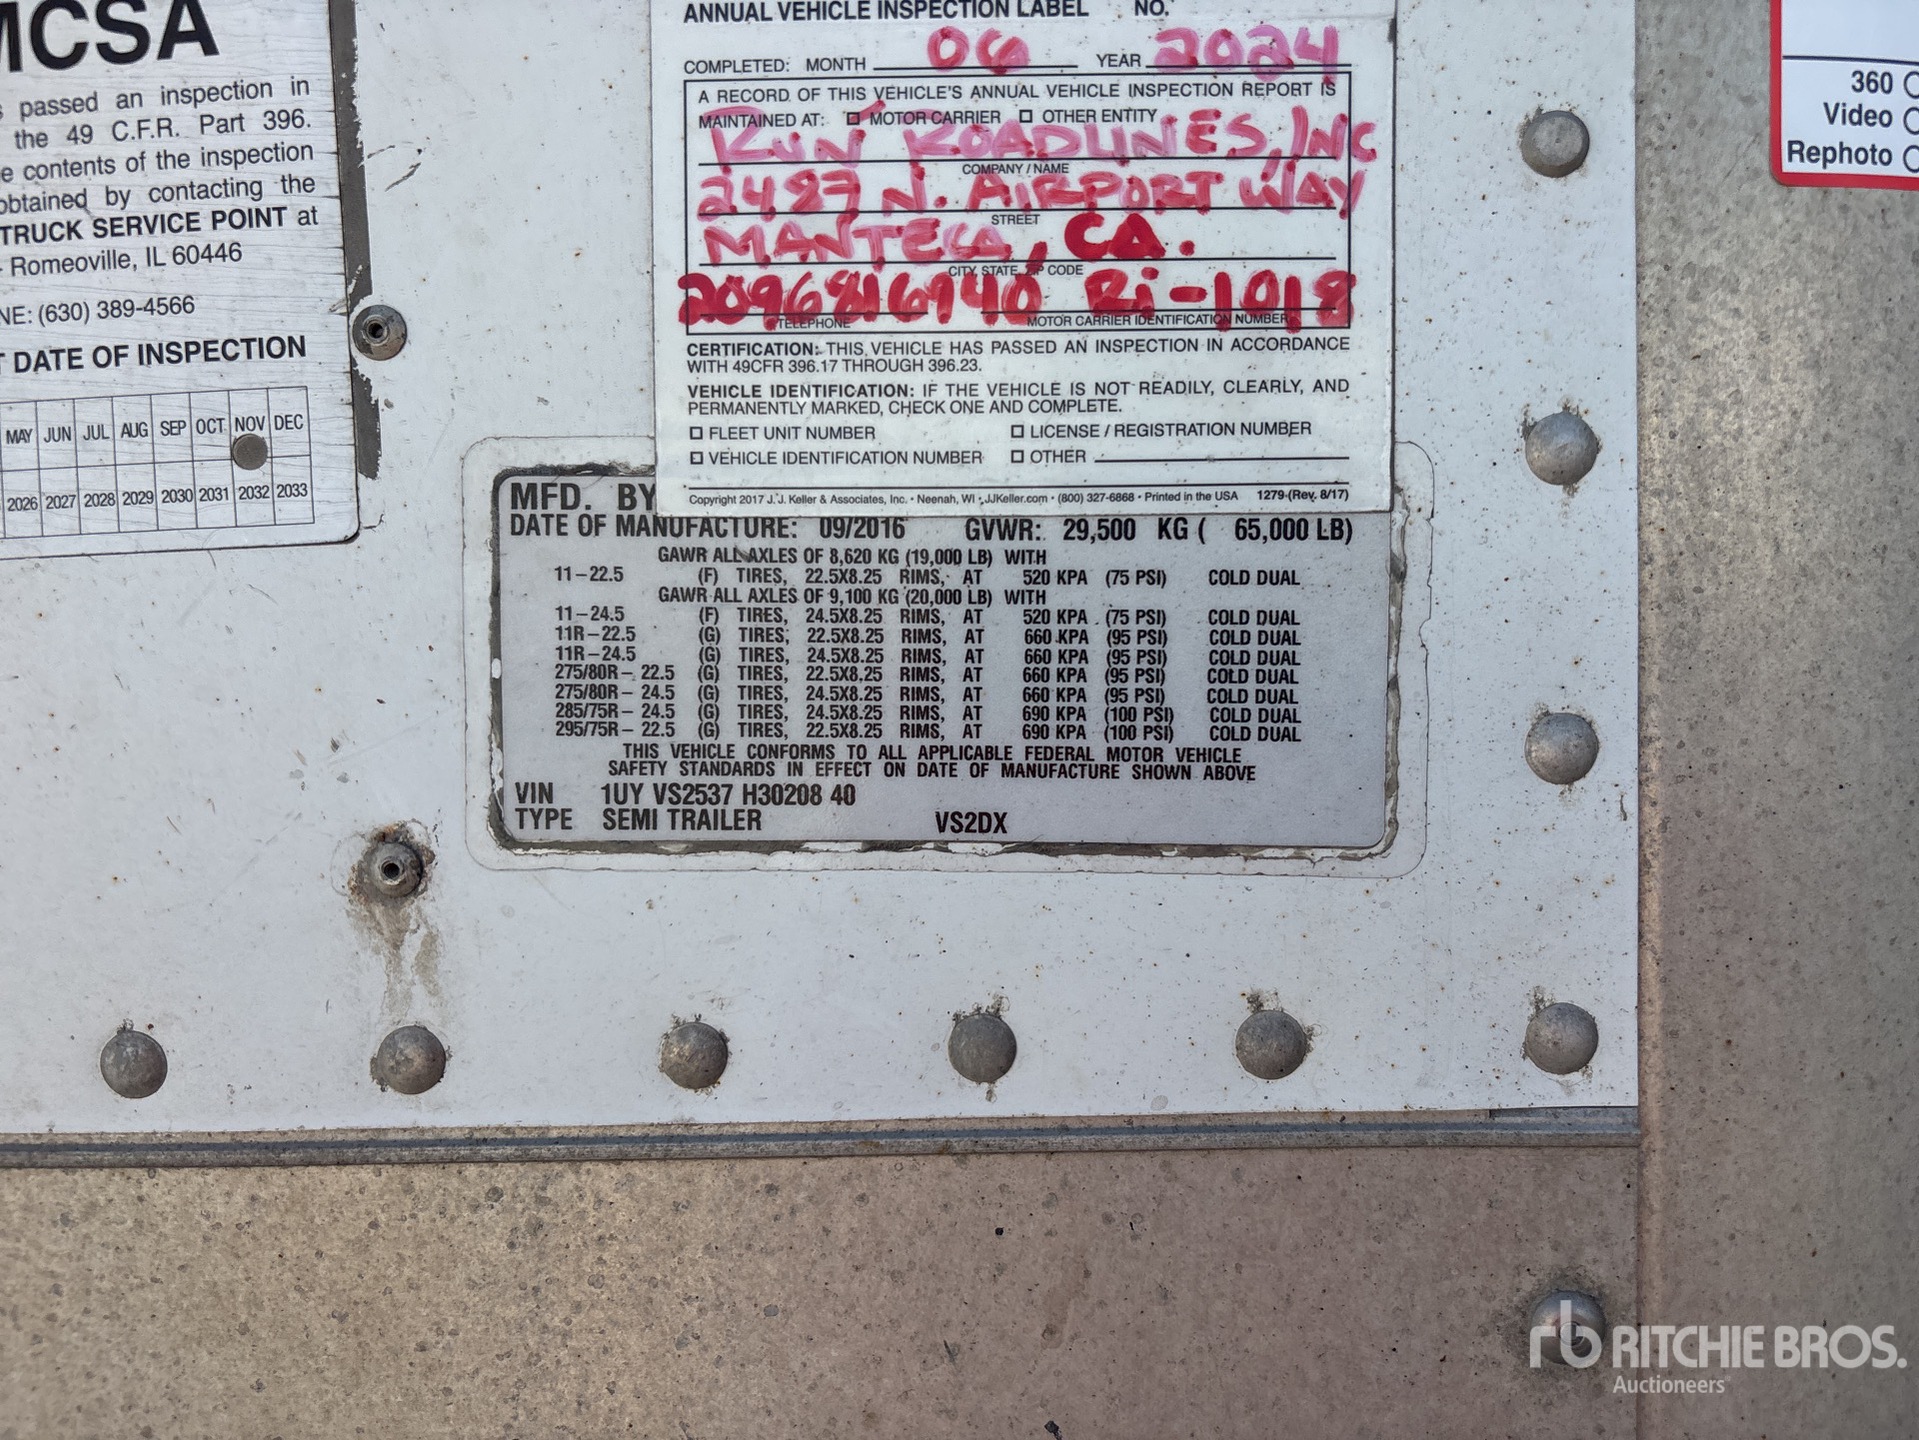 MCSA
passed an inspection in
the 49 C.F.R. Part 396.
contents of the inspection
obtained by contacting the
TRUCK SERVICE POINT at
Romeoville, IL 60446
NE: (630) 389-4566
DATE OF INSPECTION
MAY JUN JUL AUG SEP OCT NOV DEC
2026 2027 2028 2029 2030 2031 2032 2033
ANNUAL VEHICLE INSPECTION LABEL NO.
COMPLETED: MONTH 06 YEAR 2024
A RECORD OF THIS VEHICLE'S ANNUAL VEHICLE INSPECTION REPORT IS
MAINTAINED AT: MOTOR CARRIER OTHER ENTITY
RUN ROADLINES, INC
COMPANY / NAME
2487 N. AIRPORT WAY
STREET
MANTECA, CA.
CITY, STATE, ZIP CODE
2096816940 Ri-1018
TELEPHONE MOTOR CARRIER IDENTIFICATION NUMBER
CERTIFICATION: THIS VEHICLE HAS PASSED AN INSPECTION IN ACCORDANCE
WITH 49CFR 396.17 THROUGH 396.23.
VEHICLE IDENTIFICATION: IF THE VEHICLE IS NOT READILY, CLEARLY, AND
PERMANENTLY MARKED, CHECK ONE AND COMPLETE.
FLEET UNIT NUMBER LICENSE / REGISTRATION NUMBER
VEHICLE IDENTIFICATION NUMBER OTHER
Copyright 2017 J. J. Keller & Associates, Inc. • Neenah, WI • JJKeller.com • (800) 327-6868 • Printed in the USA 1279 (Rev. 8/17)
360
Video
Rephoto
MFD. BY
DATE OF MANUFACTURE: 09/2016 GVWR: 29,500 KG ( 65,000 LB)
GAWR ALL AXLES OF 8,620 KG (19,000 LB) WITH
11-22.5 (F) TIRES, 22.5X8.25 RIMS, AT 520 KPA (75 PSI) COLD DUAL
GAWR ALL AXLES OF 9,100 KG (20,000 LB) WITH
11-24.5 (F) TIRES, 24.5X8.25 RIMS, AT 520 KPA (75 PSI) COLD DUAL
11R-22.5 (G) TIRES, 22.5X8.25 RIMS, AT 660 KPA (95 PSI) COLD DUAL
11R-24.5 (G) TIRES, 24.5X8.25 RIMS, AT 660 KPA (95 PSI) COLD DUAL
275/80R- 22.5 (G) TIRES, 22.5X8.25 RIMS, AT 660 KPA (95 PSI) COLD DUAL
275/80R- 24.5 (G) TIRES, 24.5X8.25 RIMS, AT 660 KPA (95 PSI) COLD DUAL
285/75R- 24.5 (G) TIRES, 24.5X8.25 RIMS, AT 690 KPA (100 PSI) COLD DUAL
295/75R- 22.5 (G) TIRES, 22.5X8.25 RIMS, AT 690 KPA (100 PSI) COLD DUAL
THIS VEHICLE CONFORMS TO ALL APPLICABLE FEDERAL MOTOR VEHICLE
SAFETY STANDARDS IN EFFECT ON DATE OF MANUFACTURE SHOWN ABOVE
VIN 1UY VS2537 H30208 40
TYPE SEMI TRAILER VS2DX
rb RITCHIE BROS.
Auctioneers